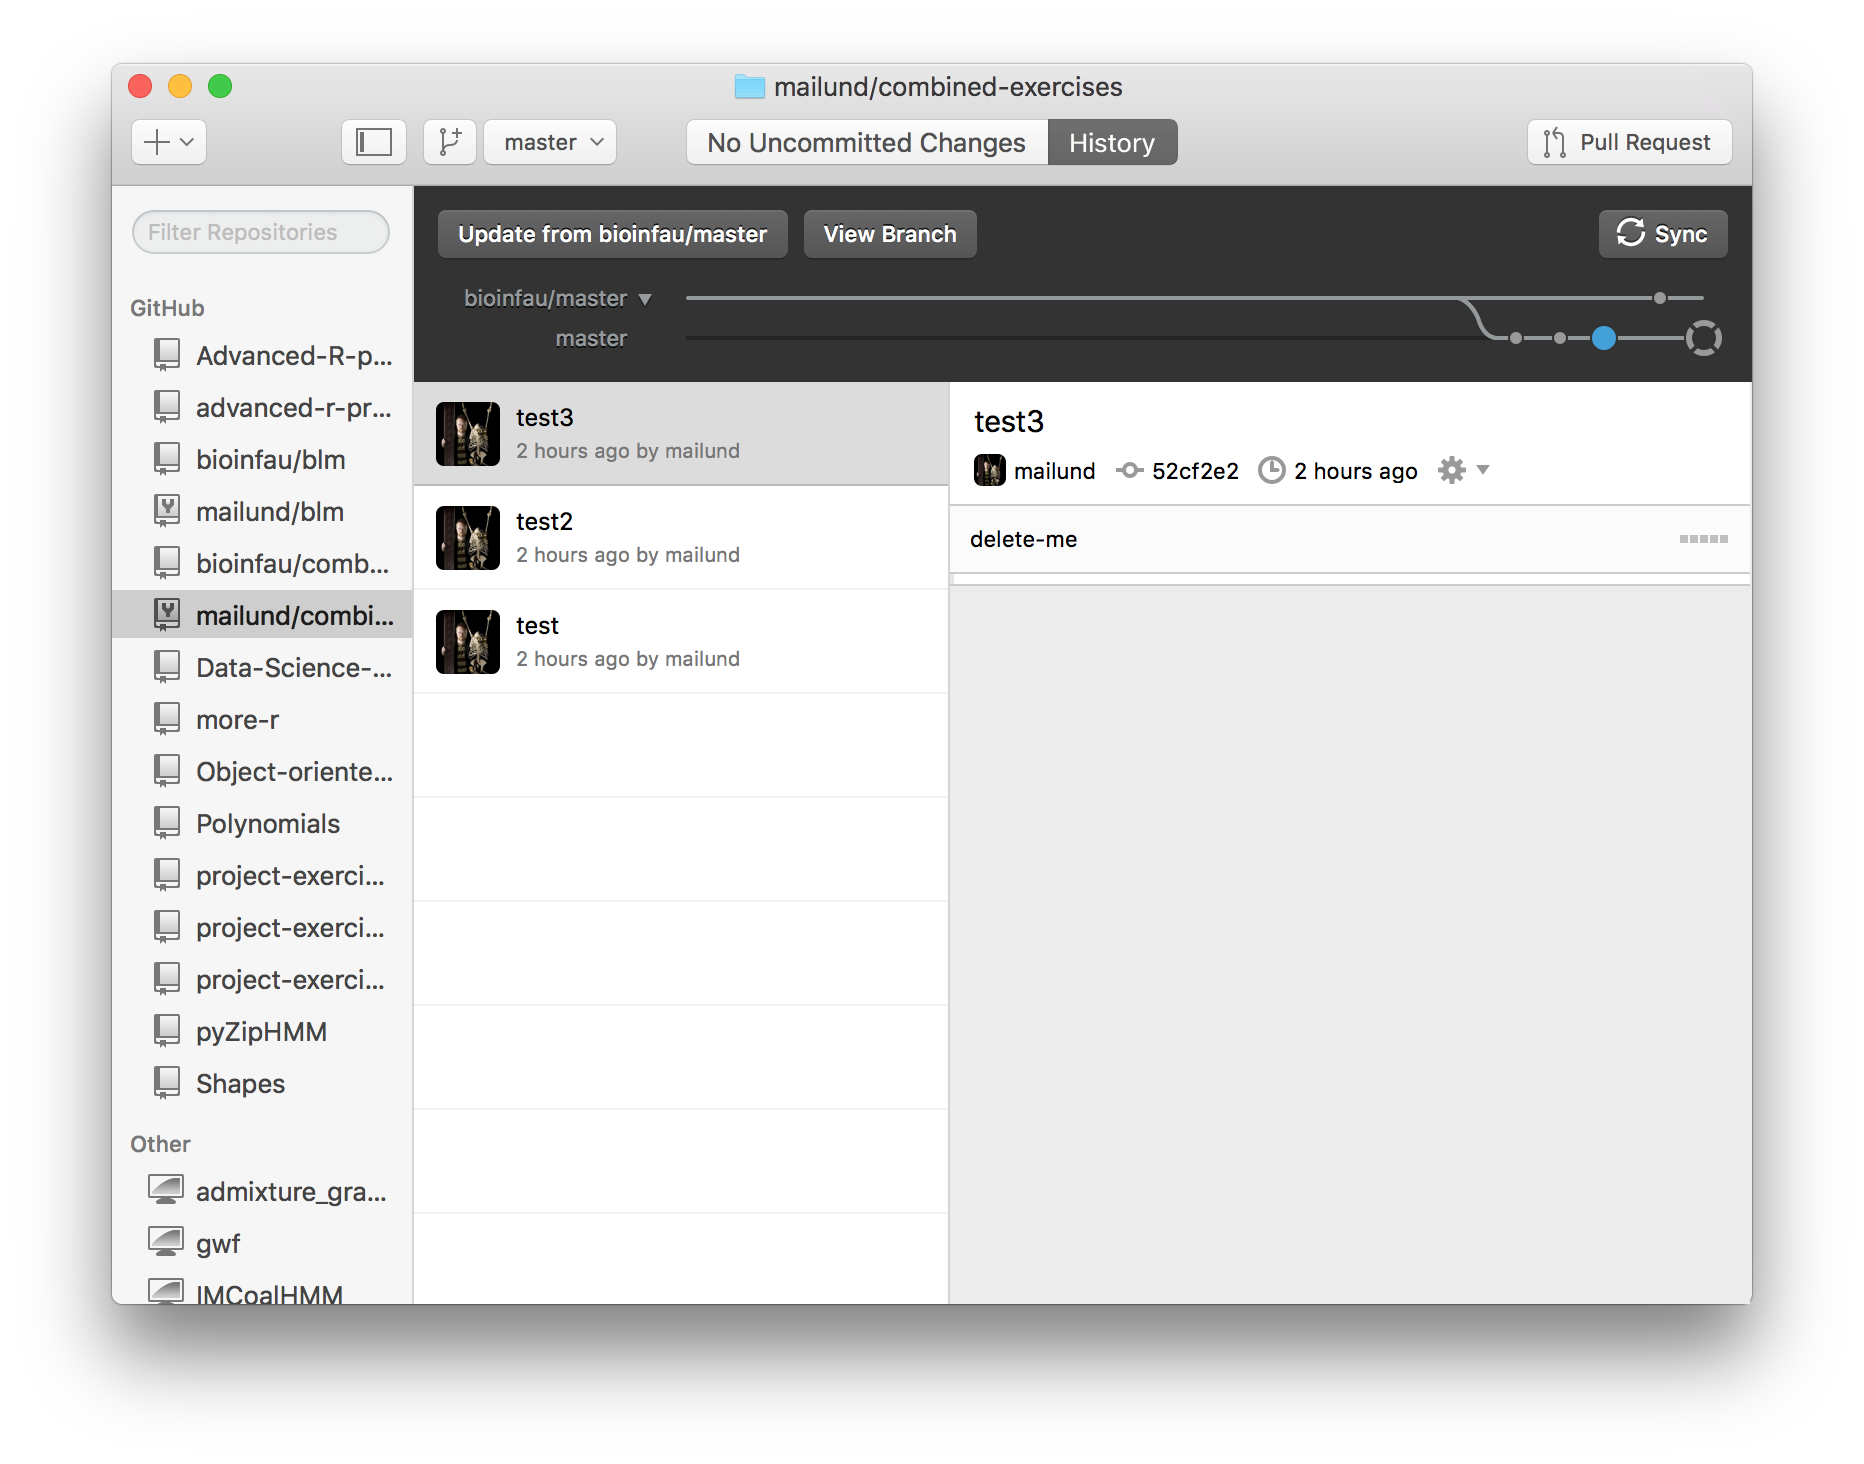 mailund/combined-exercises
master
No Uncommitted Changes
History
Pull Request
Filter Repositories
GitHub
Advanced-R-p...
advanced-r-pr...
bioinfau/blm
mailund/blm
bioinfau/comb...
mailund/combi...
Data-Science-...
more-r
Object-oriente...
Polynomials
project-exerci...
project-exerci...
project-exerci...
pyZipHMM
Shapes
Other
admixture_gra...
gwf
IMCoalHMM
Update from bioinfau/master
View Branch
Sync
bioinfau/master
master
test3
2 hours ago by mailund
test2
2 hours ago by mailund
test
2 hours ago by mailund
test3
mailund 52cf2e2 2 hours ago
delete-me